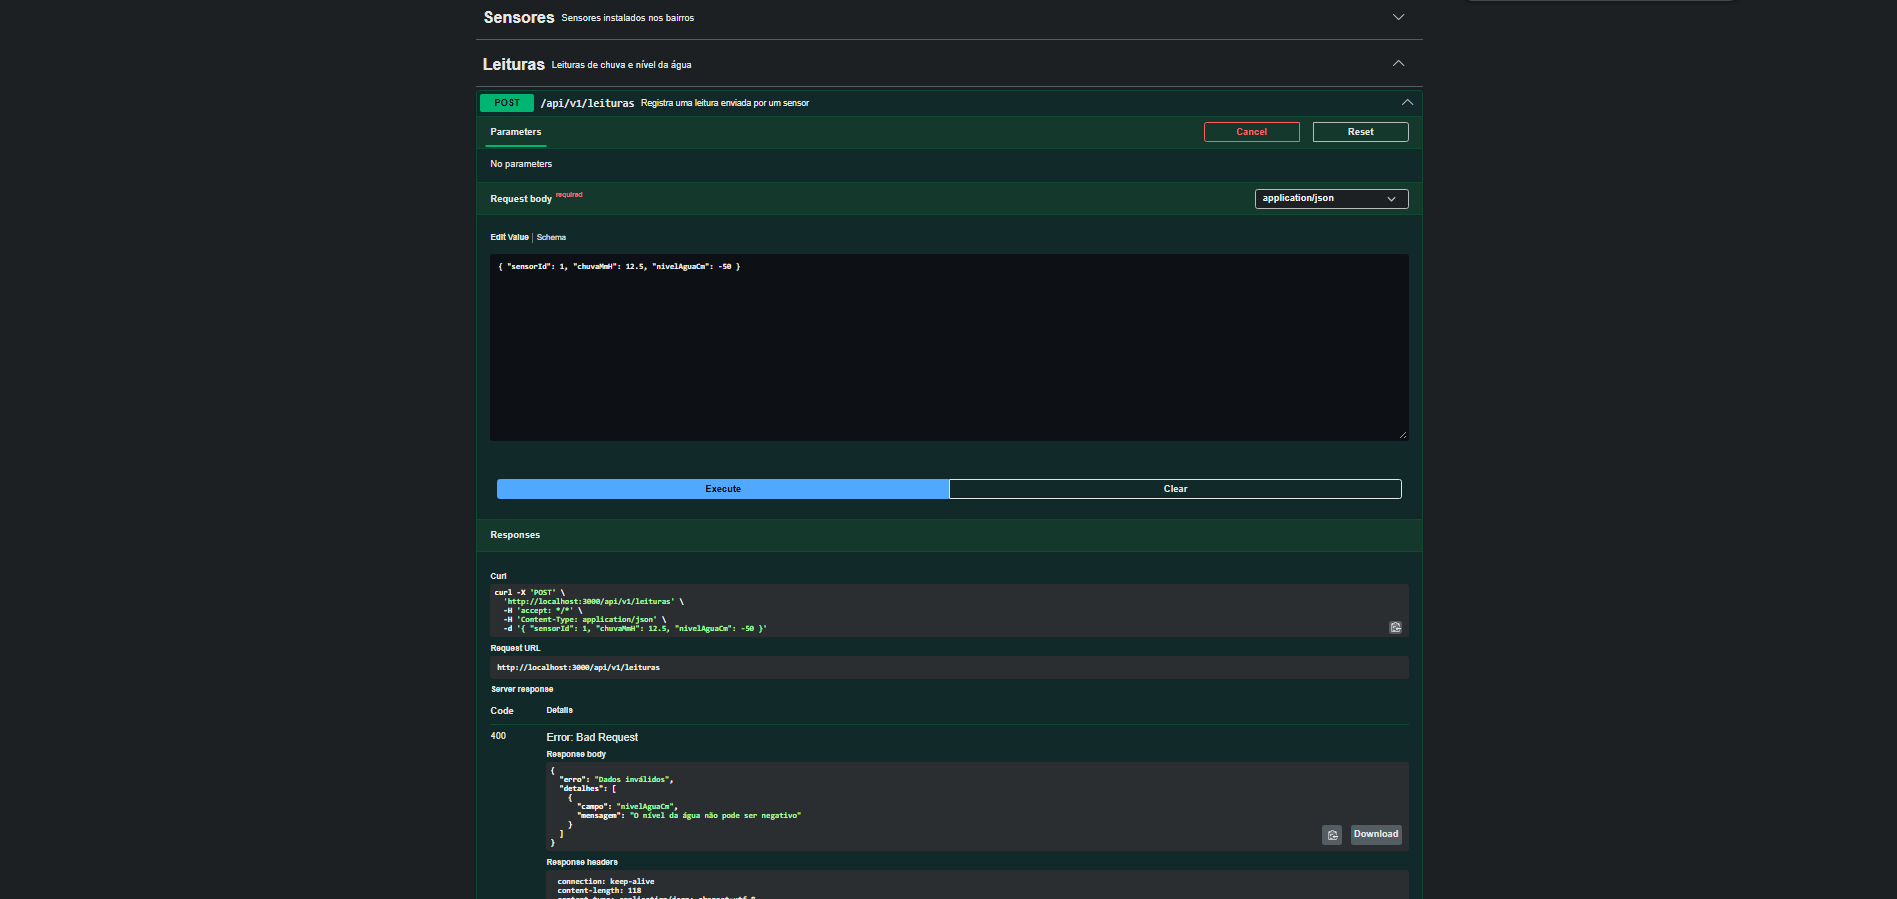 Sensores Sensores instalados nos bairros
Leituras Leituras de chuva e nível da água
POST /api/v1/leituras Registra uma leitura enviada por um sensor
Parameters
Cancel
Reset
No parameters
Request body required
application/json
Edit Value | Schema
{ "sensorId": 1, "chuvaMmH": 12.5, "nivelAguaCm": -50 }
Execute
Clear
Responses
Curl
curl -X 'POST' \
'http://localhost:3000/api/v1/leituras' \
-H 'accept: */*' \
-H 'Content-Type: application/json' \
-d '{ "sensorId": 1, "chuvaMmH": 12.5, "nivelAguaCm": -50 }'
Request URL
http://localhost:3000/api/v1/leituras
Server response
Code Details
400 Error: Bad Request
Response body
{
"erro": "Dados inválidos",
"detalhes": [
{
"campo": "nivelAguaCm",
"mensagem": "O nível da água não pode ser negativo"
}
]
}
Download
Response headers
connection: keep-alive
content-length: 118